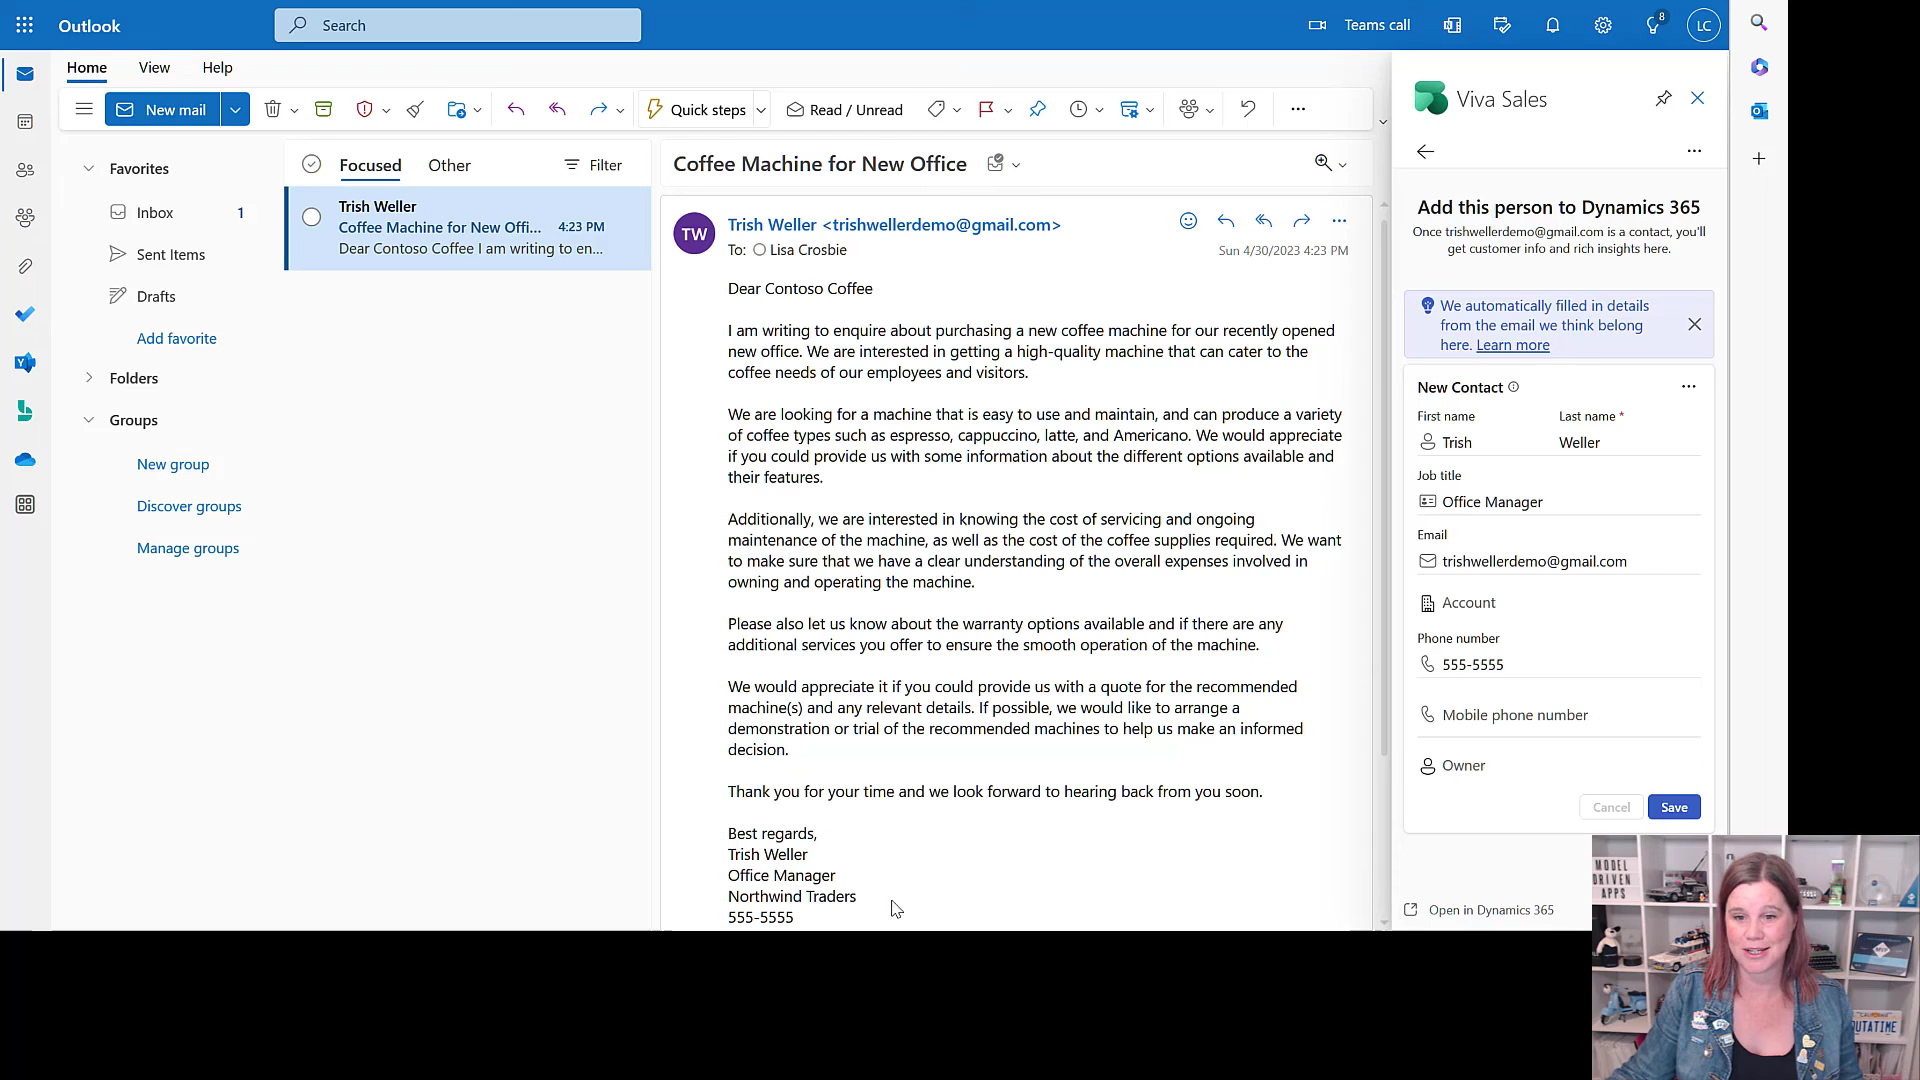 Outlook
Search
Teams call
8
LC
Home
View
Help
New mail
Quick steps
Read / Unread
Favorites
Inbox
1
Sent Items
Drafts
Add favorite
Folders
Groups
New group
Discover groups
Manage groups
Focused
Other
Filter
Trish Weller
Coffee Machine for New Offi...
4:23 PM
Dear Contoso Coffee I am writing to en...
Coffee Machine for New Office
TW
Trish Weller <trishwellerdemo@gmail.com>
To: Lisa Crosbie
Sun 4/30/2023 4:23 PM
Dear Contoso Coffee
I am writing to enquire about purchasing a new coffee machine for our recently opened
new office. We are interested in getting a high-quality machine that can cater to the
coffee needs of our employees and visitors.
We are looking for a machine that is easy to use and maintain, and can produce a variety
of coffee types such as espresso, cappuccino, latte, and Americano. We would appreciate
if you could provide us with some information about the different options available and
their features.
Additionally, we are interested in knowing the cost of servicing and ongoing
maintenance of the machine, as well as the cost of the coffee supplies required. We want
to make sure that we have a clear understanding of the overall expenses involved in
owning and operating the machine.
Please also let us know about the warranty options available and if there are any
additional services you offer to ensure the smooth operation of the machine.
We would appreciate it if you could provide us with a quote for the recommended
machine(s) and any relevant details. If possible, we would like to arrange a
demonstration or trial of the recommended machines to help us make an informed
decision.
Thank you for your time and we look forward to hearing back from you soon.
Best regards,
Trish Weller
Office Manager
Northwind Traders
555-5555
Viva Sales
Add this person to Dynamics 365
Once trishwellerdemo@gmail.com is a contact, you'll
get customer info and rich insights here.
We automatically filled in details
from the email we think belong
here. Learn more
New Contact
First name
Last name *
Trish
Weller
Job title
Office Manager
Email
trishwellerdemo@gmail.com
Account
Phone number
555-5555
Mobile phone number
Owner
Cancel
Save
Open in Dynamics 365
MODEL
DRIVEN
APPS